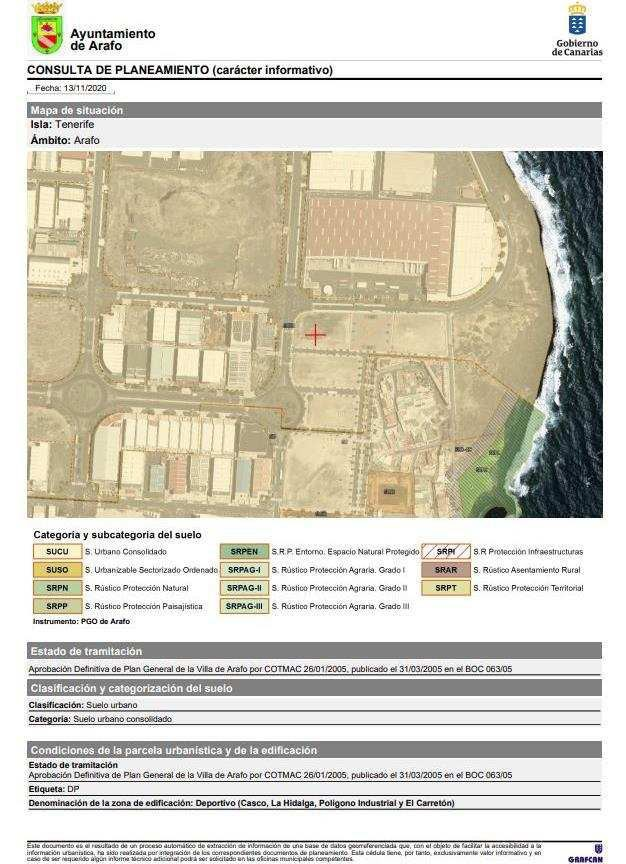 Ayuntamiento
de Arafo
Gobierno
de Canarias
CONSULTA DE PLANEAMIENTO (carácter informativo)
Fecha: 13/11/2020
Mapa de situación
Isla: Tenerife
Ámbito: Arafo
Categoría y subcategoría del suelo
SUCU S. Urbano Consolidado
SRPEN S.R.P. Entorno. Espacio Natural Protegido
SRPI S.R Protección Infraestructuras
SUSO S. Urbanizable Sectorizado Ordenado
SRPAG-I S. Rústico Protección Agraria. Grado I
SRAR S. Rústico Asentamiento Rural
SRPN S. Rústico Protección Natural
SRPAG-II S. Rústico Protección Agraria. Grado II
SRPT S. Rústico Protección Territorial
SRPP S. Rústico Protección Paisajística
SRPAG-III S. Rústico Protección Agraria. Grado III
Instrumento: PGO de Arafo
Estado de tramitación
Aprobación Definitiva de Plan General de la Villa de Arafo por COTMAC 26/01/2005, publicado el 31/03/2005 en el BOC 063/05
Clasificación y categorización del suelo
Clasificación: Suelo urbano
Categoría: Suelo urbano consolidado
Condiciones de la parcela urbanística y de la edificación
Estado de tramitación
Aprobación Definitiva de Plan General de la Villa de Arafo por COTMAC 26/01/2005, publicado el 31/03/2005 en el BOC 063/05
Etiqueta: DP
Denominación de la zona de edificación: Deportivo (Casco, La Hidalga, Polígono Industrial y El Carretón)
Este documento es el resultado de un proceso automático de extracción de información de una base de datos georreferenciada que, con el objeto de facilitar la accesibilidad a la
información urbanística, ha sido realizada por integración de los correspondientes documentos de planeamiento. Esta cédula tiene, por tanto, exclusivamente valor informativo y en
caso de ser requerido algún informe técnico adicional podrá ser solicitado en las oficinas municipales competentes.
GRAFCAN